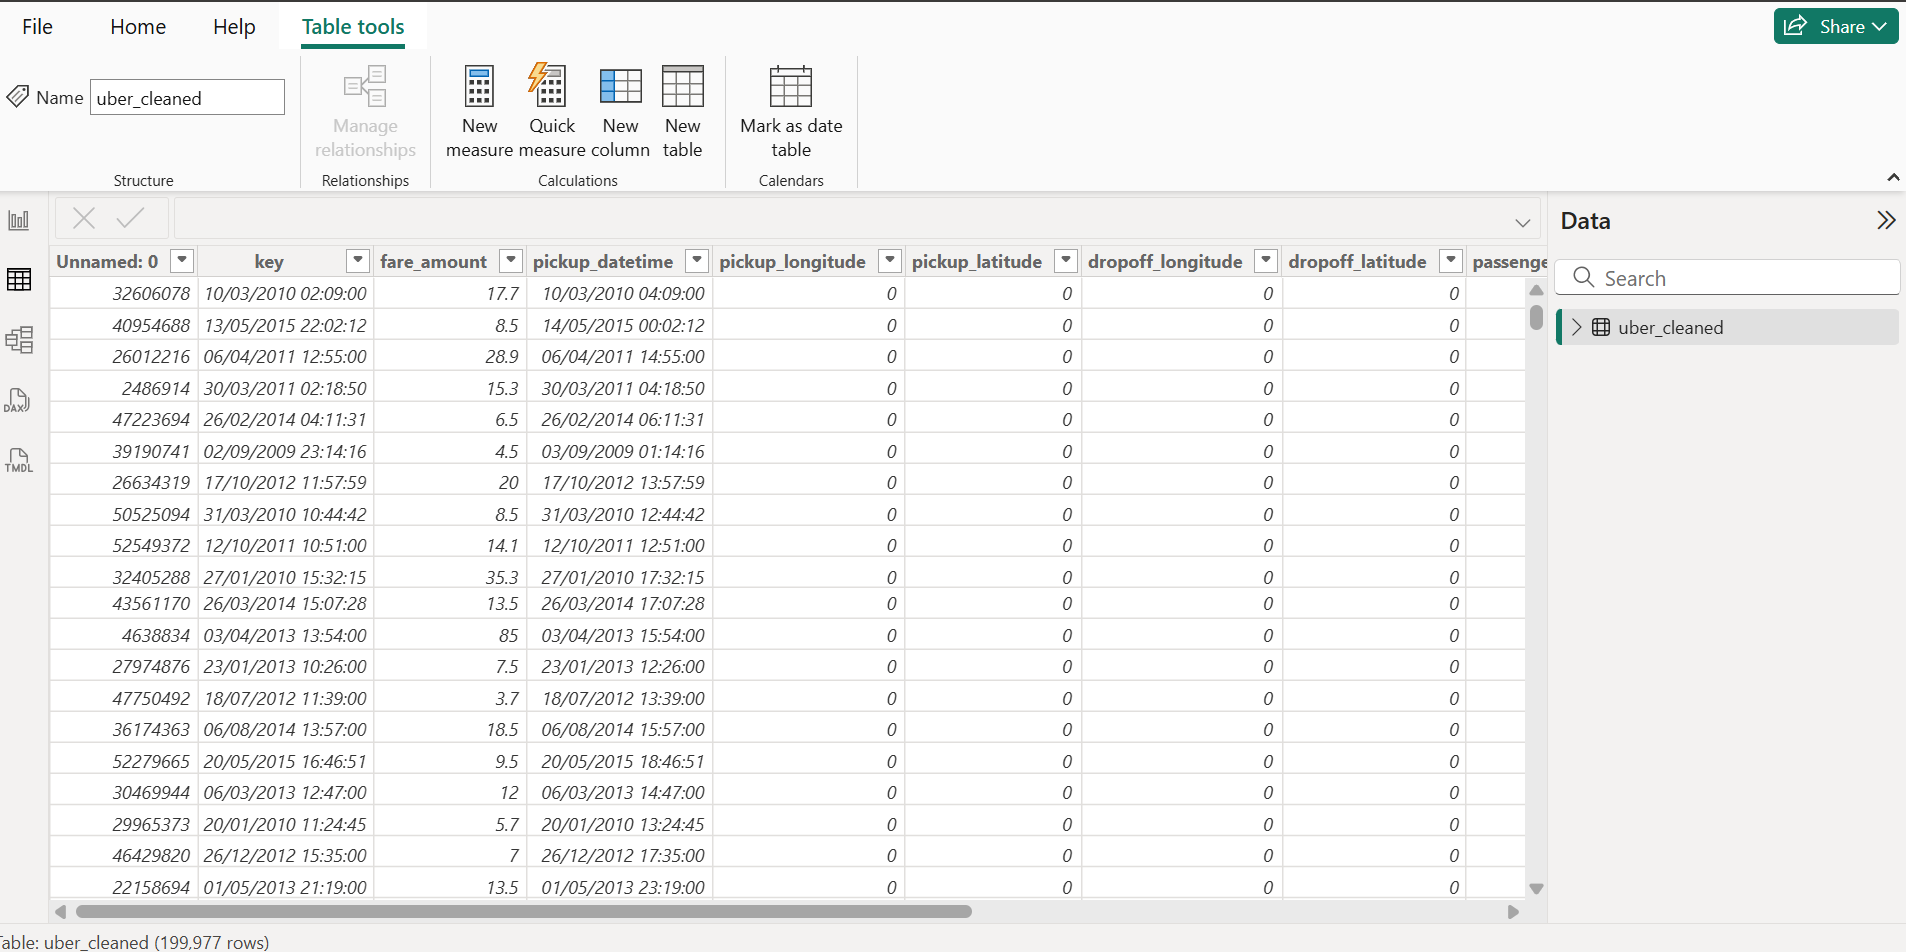 File Home Help Table tools Share
Name uber_cleaned
Manage relationships
New measure
Quick measure
New column
New table
Mark as date table
Structure Relationships Calculations Calendars
Data
Search
uber_cleaned
DAX
TMDL
Unnamed: 0 key fare_amount pickup_datetime pickup_longitude pickup_latitude dropoff_longitude dropoff_latitude passenge
32606078 10/03/2010 02:09:00 17.7 10/03/2010 04:09:00 0 0 0 0
40954688 13/05/2015 22:02:12 8.5 14/05/2015 00:02:12 0 0 0 0
26012216 06/04/2011 12:55:00 28.9 06/04/2011 14:55:00 0 0 0 0
2486914 30/03/2011 02:18:50 15.3 30/03/2011 04:18:50 0 0 0 0
47223694 26/02/2014 04:11:31 6.5 26/02/2014 06:11:31 0 0 0 0
39190741 02/09/2009 23:14:16 4.5 03/09/2009 01:14:16 0 0 0 0
26634319 17/10/2012 11:57:59 20 17/10/2012 13:57:59 0 0 0 0
50525094 31/03/2010 10:44:42 8.5 31/03/2010 12:44:42 0 0 0 0
52549372 12/10/2011 10:51:00 14.1 12/10/2011 12:51:00 0 0 0 0
32405288 27/01/2010 15:32:15 35.3 27/01/2010 17:32:15 0 0 0 0
43561170 26/03/2014 15:07:28 13.5 26/03/2014 17:07:28 0 0 0 0
4638834 03/04/2013 13:54:00 85 03/04/2013 15:54:00 0 0 0 0
27974876 23/01/2013 10:26:00 7.5 23/01/2013 12:26:00 0 0 0 0
47750492 18/07/2012 11:39:00 3.7 18/07/2012 13:39:00 0 0 0 0
36174363 06/08/2014 13:57:00 18.5 06/08/2014 15:57:00 0 0 0 0
52279665 20/05/2015 16:46:51 9.5 20/05/2015 18:46:51 0 0 0 0
30469944 06/03/2013 12:47:00 12 06/03/2013 14:47:00 0 0 0 0
29965373 20/01/2010 11:24:45 5.7 20/01/2010 13:24:45 0 0 0 0
46429820 26/12/2012 15:35:00 7 26/12/2012 17:35:00 0 0 0 0
22158694 01/05/2013 21:19:00 13.5 01/05/2013 23:19:00 0 0 0 0
able: uber_cleaned (199,977 rows)